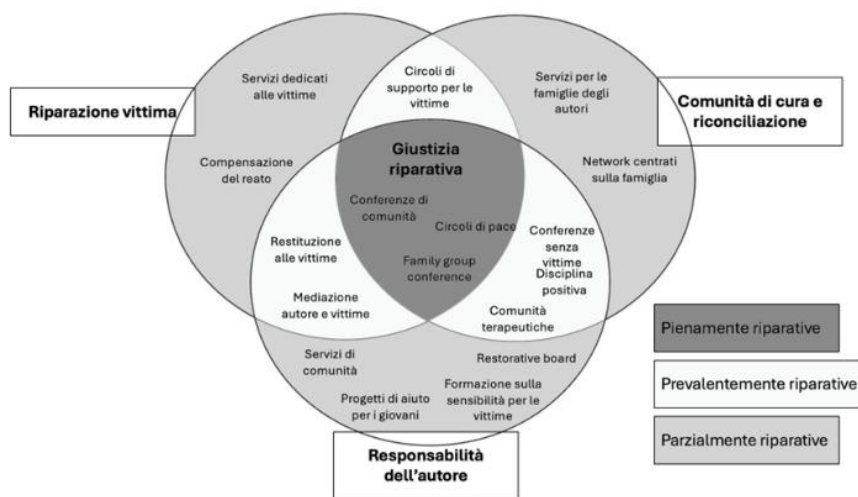 Circoli di
supporto per le
vittime
Servizi dedicati
alle vittime
Servizi per le
famiglie degli
autori
Riparazione vittima
Comunità di cura e
riconciliazione
Giustizia
riparativa
Compensazione
del reato
Network centrati
sulla famiglia
Conferenze di
comunità
Circoli di pace
Conferenze
senza
vittime
Disciplina
positiva
Restituzione
alle vittime
Family group
conference
Mediazione
autore e vittime
Comunità
terapeutiche
Servizi di
comunità
Restorative board
Progetti di aiuto
per i giovani
Formazione sulla
sensibilità per le
vittime
Responsabilità
dell'autore
Pienamente riparative
Prevalentemente riparative
Parzialmente riparative